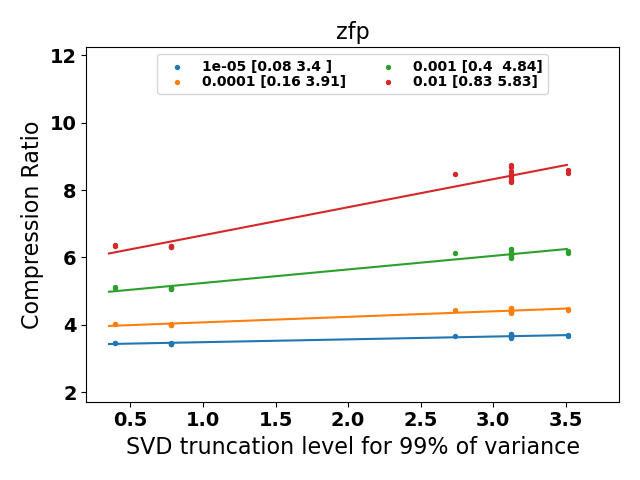 zfp
1e-05 [0.08 3.4 ]
0.0001 [0.16 3.91]
0.001 [0.4  4.84]
0.01 [0.83 5.83]
Compression Ratio
12
10
8
6
4
2
0.5 1.0 1.5 2.0 2.5 3.0 3.5
SVD truncation level for 99% of variance